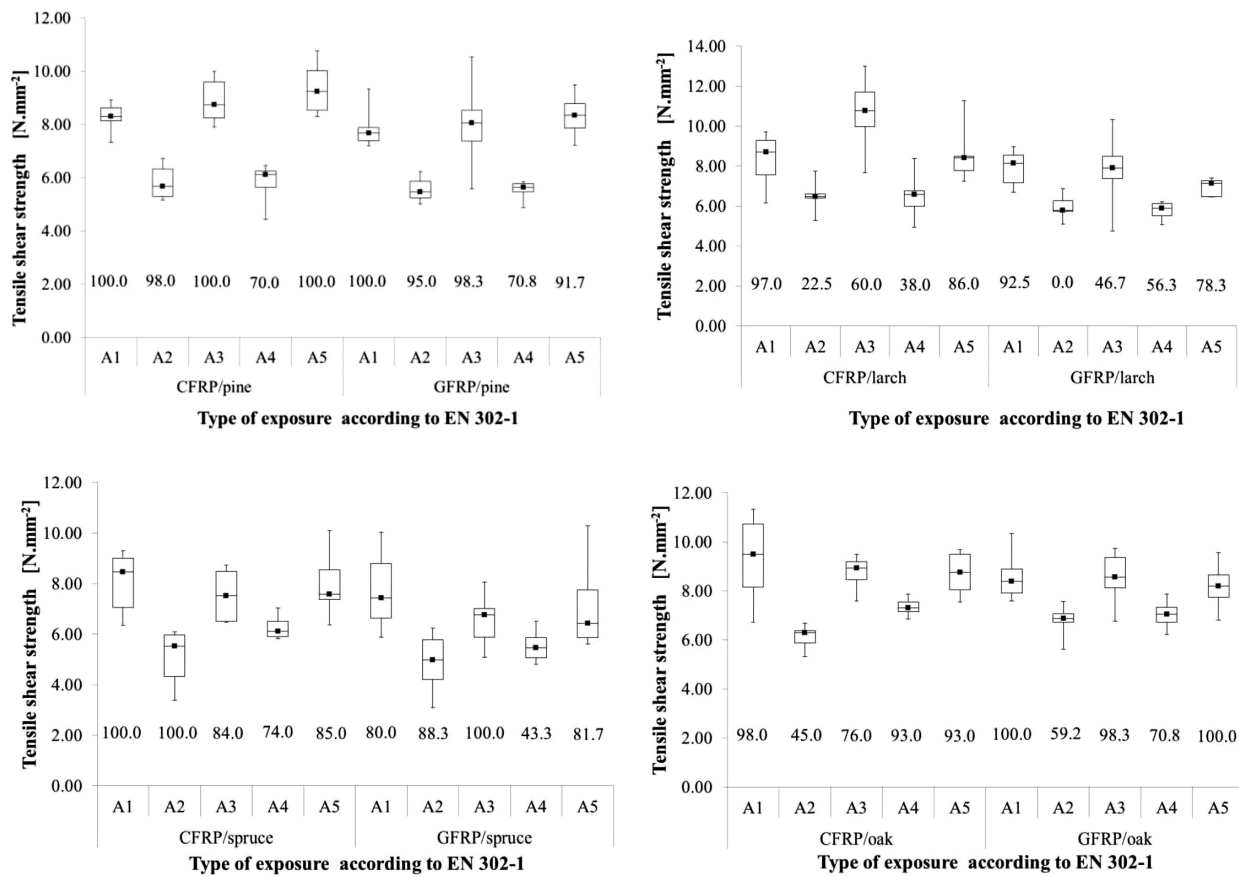 Tensile shear strength [N.mm-2]
12.00
10.00
8.00
6.00
4.00
2.00
0.00
100.0 98.0 100.0 70.0 100.0 100.0 95.0 98.3 70.8 91.7
A1 A2 A3 A4 A5 A1 A2 A3 A4 A5
CFRP/pine GFRP/pine
Type of exposure according to EN 302-1
Tensile shear strength [N.mm-2]
14.00
12.00
10.00
8.00
6.00
4.00
2.00
0.00
97.0 22.5 60.0 38.0 86.0 92.5 0.0 46.7 56.3 78.3
A1 A2 A3 A4 A5 A1 A2 A3 A4 A5
CFRP/larch GFRP/larch
Type of exposure according to EN 302-1
Tensile shear strength [N.mm-2]
12.00
10.00
8.00
6.00
4.00
2.00
0.00
100.0 100.0 84.0 74.0 85.0 80.0 88.3 100.0 43.3 81.7
A1 A2 A3 A4 A5 A1 A2 A3 A4 A5
CFRP/spruce GFRP/spruce
Type of exposure according to EN 302-1
Tensile shear strength [N.mm-2]
12.00
10.00
8.00
6.00
4.00
2.00
0.00
98.0 45.0 76.0 93.0 93.0 100.0 59.2 98.3 70.8 100.0
A1 A2 A3 A4 A5 A1 A2 A3 A4 A5
CFRP/oak GFRP/oak
Type of exposure according to EN 302-1